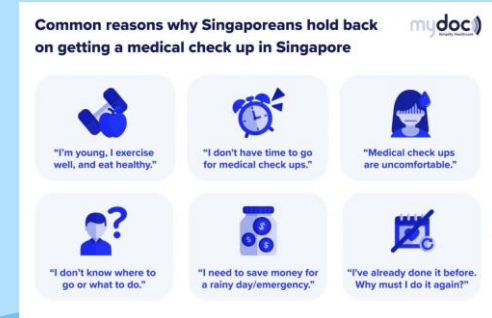 Common reasons why Singaporeans hold back
on getting a medical check up in Singapore
mydoc
Simplify Healthcare
"I'm young, I exercise
well, and eat healthy."
"I don't have time to go
for medical check ups."
"Medical check ups
are uncomfortable."
"I don't know where to
go or what to do."
"I need to save money for
a rainy day/emergency."
"I've already done it before.
Why must I do it again?"